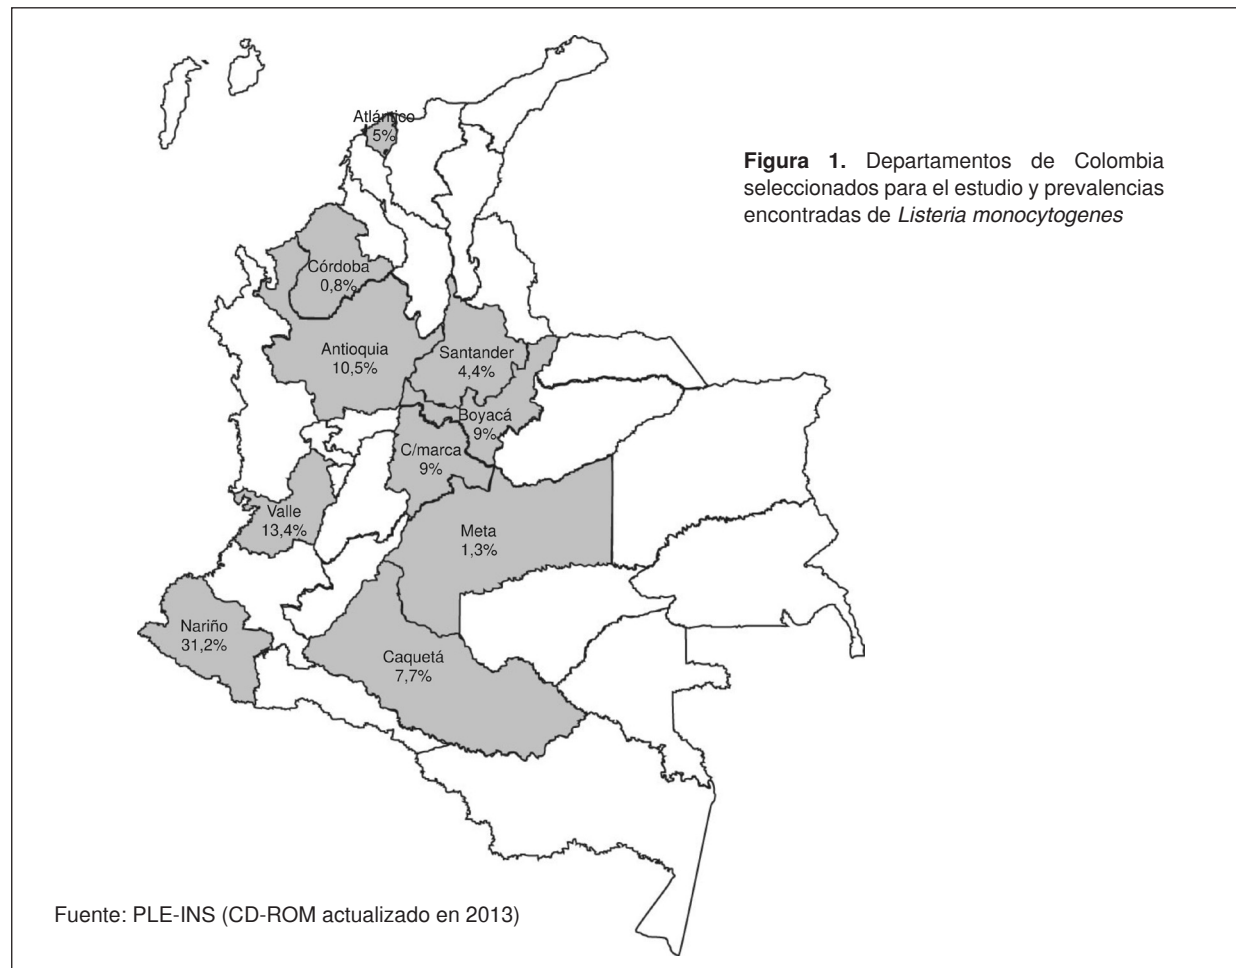 Atlántico
5%
Figura 1. Departamentos de Colombia
seleccionados para el estudio y prevalencias
encontradas de Listeria monocytogenes
Córdoba
0,8%
Antioquia
10,5%
Santander
4,4%
Boyacá
9%
C/marca
9%
Valle
13,4%
Meta
1,3%
Nariño
31,2%
Caquetá
7,7%
Fuente: PLE-INS (CD-ROM actualizado en 2013)